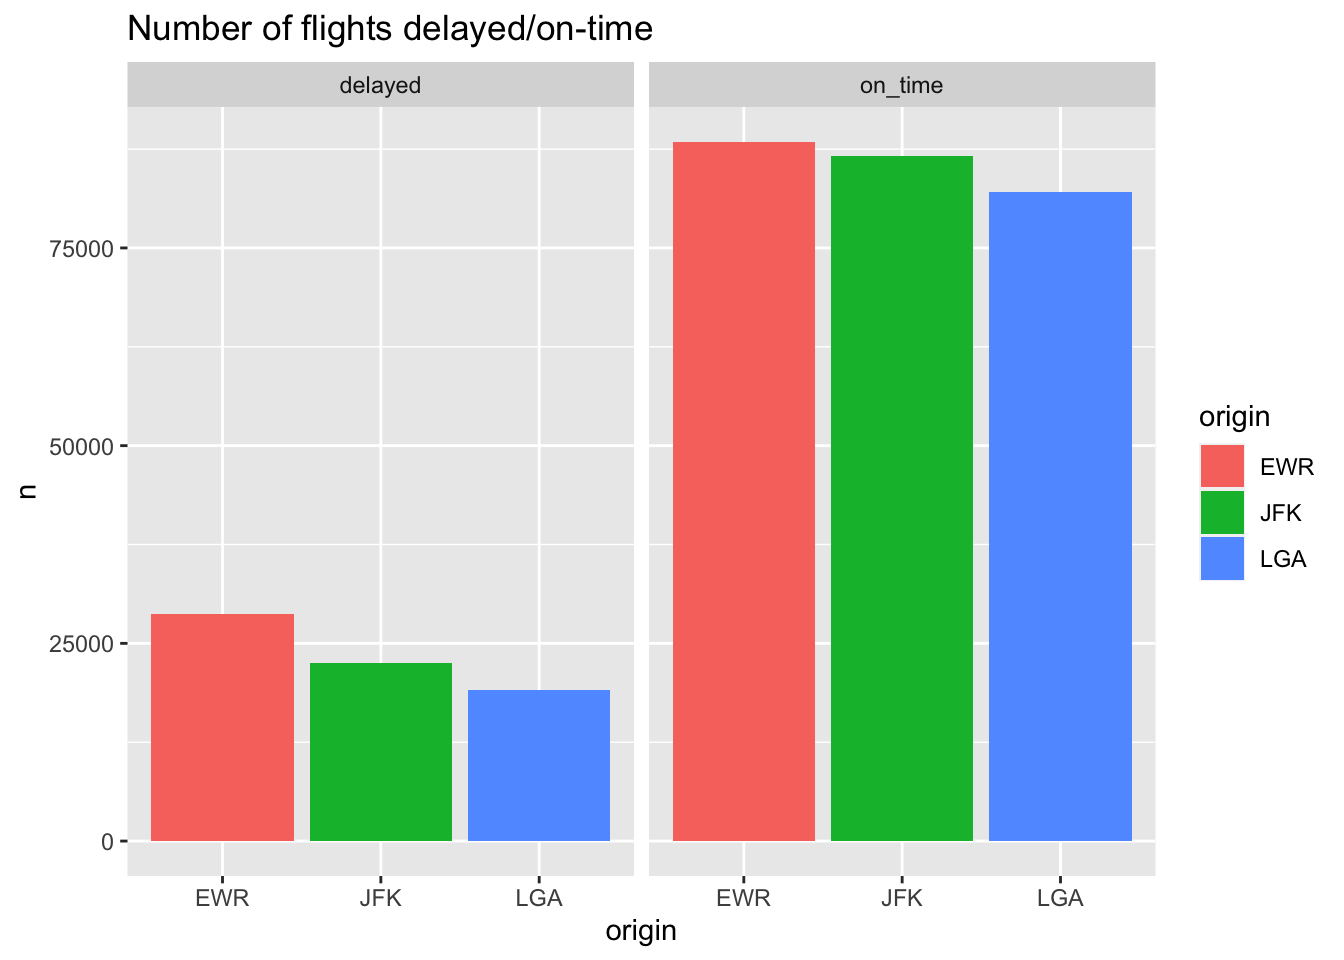 Number of flights delayed/on-time
delayed
on_time
75000
50000
25000
0
n
EWR JFK LGA
EWR JFK LGA
origin
origin
EWR
JFK
LGA